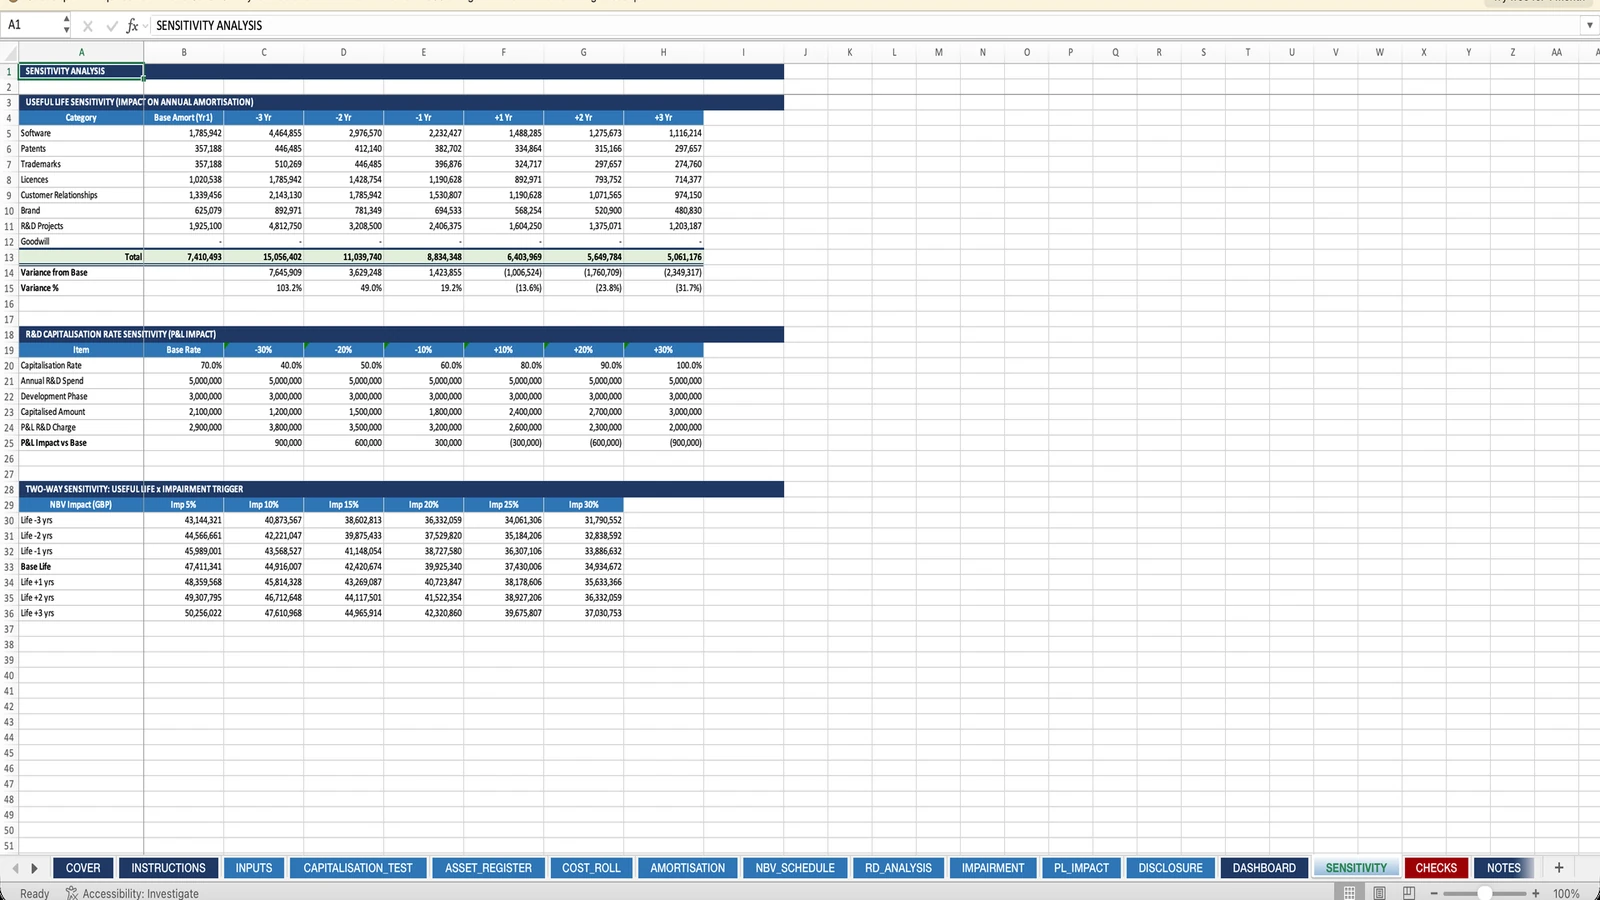 A1 fx SENSITIVITY ANALYSIS
A B C D E F G H I J K L M N O P Q R S T U V W X Y Z AA
1 SENSITIVITY ANALYSIS
2
3 USEFUL LIFE SENSITIVITY (IMPACT ON ANNUAL AMORTISATION)
4 Category Base Amort (Yr1) -3 Yr -2 Yr -1 Yr +1 Yr +2 Yr +3 Yr
5 Software 1,785,942 4,464,855 2,976,570 2,232,427 1,488,285 1,275,673 1,116,214
6 Patents 357,188 446,485 412,140 382,702 334,864 315,166 297,657
7 Trademarks 357,188 510,269 446,485 396,876 324,717 297,657 274,760
8 Licences 1,020,538 1,785,942 1,428,754 1,190,628 892,971 793,752 714,377
9 Customer Relationships 1,339,456 2,143,130 1,785,942 1,530,807 1,190,628 1,071,565 974,150
10 Brand 625,079 892,971 781,349 694,533 568,254 520,900 480,830
11 R&D Projects 1,925,100 4,812,750 3,208,500 2,406,375 1,604,250 1,375,071 1,203,187
12 Goodwill - - - - - - -
13 Total 7,410,493 15,056,402 11,039,740 8,834,348 6,403,969 5,649,784 5,061,176
14 Variance from Base 7,645,909 3,629,248 1,423,855 (1,006,524) (1,760,709) (2,349,317)
15 Variance % 103.2% 49.0% 19.2% (13.6%) (23.8%) (31.7%)
16
17
18 R&D CAPITALISATION RATE SENSITIVITY (P&L IMPACT)
19 Item Base Rate -30% -20% -10% +10% +20% +30%
20 Capitalisation Rate 70.0% 40.0% 50.0% 60.0% 80.0% 90.0% 100.0%
21 Annual R&D Spend 5,000,000 5,000,000 5,000,000 5,000,000 5,000,000 5,000,000 5,000,000
22 Development Phase 3,000,000 3,000,000 3,000,000 3,000,000 3,000,000 3,000,000 3,000,000
23 Capitalised Amount 2,100,000 1,200,000 1,500,000 1,800,000 2,400,000 2,700,000 3,000,000
24 P&L R&D Charge 2,900,000 3,800,000 3,500,000 3,200,000 2,600,000 2,300,000 2,000,000
25 P&L Impact vs Base 900,000 600,000 300,000 (300,000) (600,000) (900,000)
26
27
28 TWO-WAY SENSITIVITY: USEFUL LIFE x IMPAIRMENT TRIGGER
29 NBV Impact (GBP) Imp 5% Imp 10% Imp 15% Imp 20% Imp 25% Imp 30%
30 Life -3 yrs 43,144,321 40,873,567 38,602,813 36,332,059 34,061,306 31,790,552
31 Life -2 yrs 44,566,661 42,221,047 39,875,433 37,529,820 35,184,206 32,838,592
32 Life -1 yrs 45,989,001 43,568,527 41,148,054 38,727,580 36,307,106 33,886,632
33 Base Life 47,411,341 44,916,007 42,420,674 39,925,340 37,430,006 34,934,672
34 Life +1 yrs 48,359,568 45,814,328 43,269,087 40,723,847 38,178,606 35,633,366
35 Life +2 yrs 49,307,795 46,712,648 44,117,501 41,522,354 38,927,206 36,332,059
36 Life +3 yrs 50,256,022 47,610,968 44,965,914 42,320,860 39,675,807 37,030,753
37
38
39
40
41
42
43
44
45
46
47
48
49
50
51
COVER INSTRUCTIONS INPUTS CAPITALISATION_TEST ASSET_REGISTER COST_ROLL AMORTISATION NBV_SCHEDULE RD_ANALYSIS IMPAIRMENT PL_IMPACT DISCLOSURE DASHBOARD SENSITIVITY CHECKS NOTES +
Ready Accessibility: Investigate − + 100%